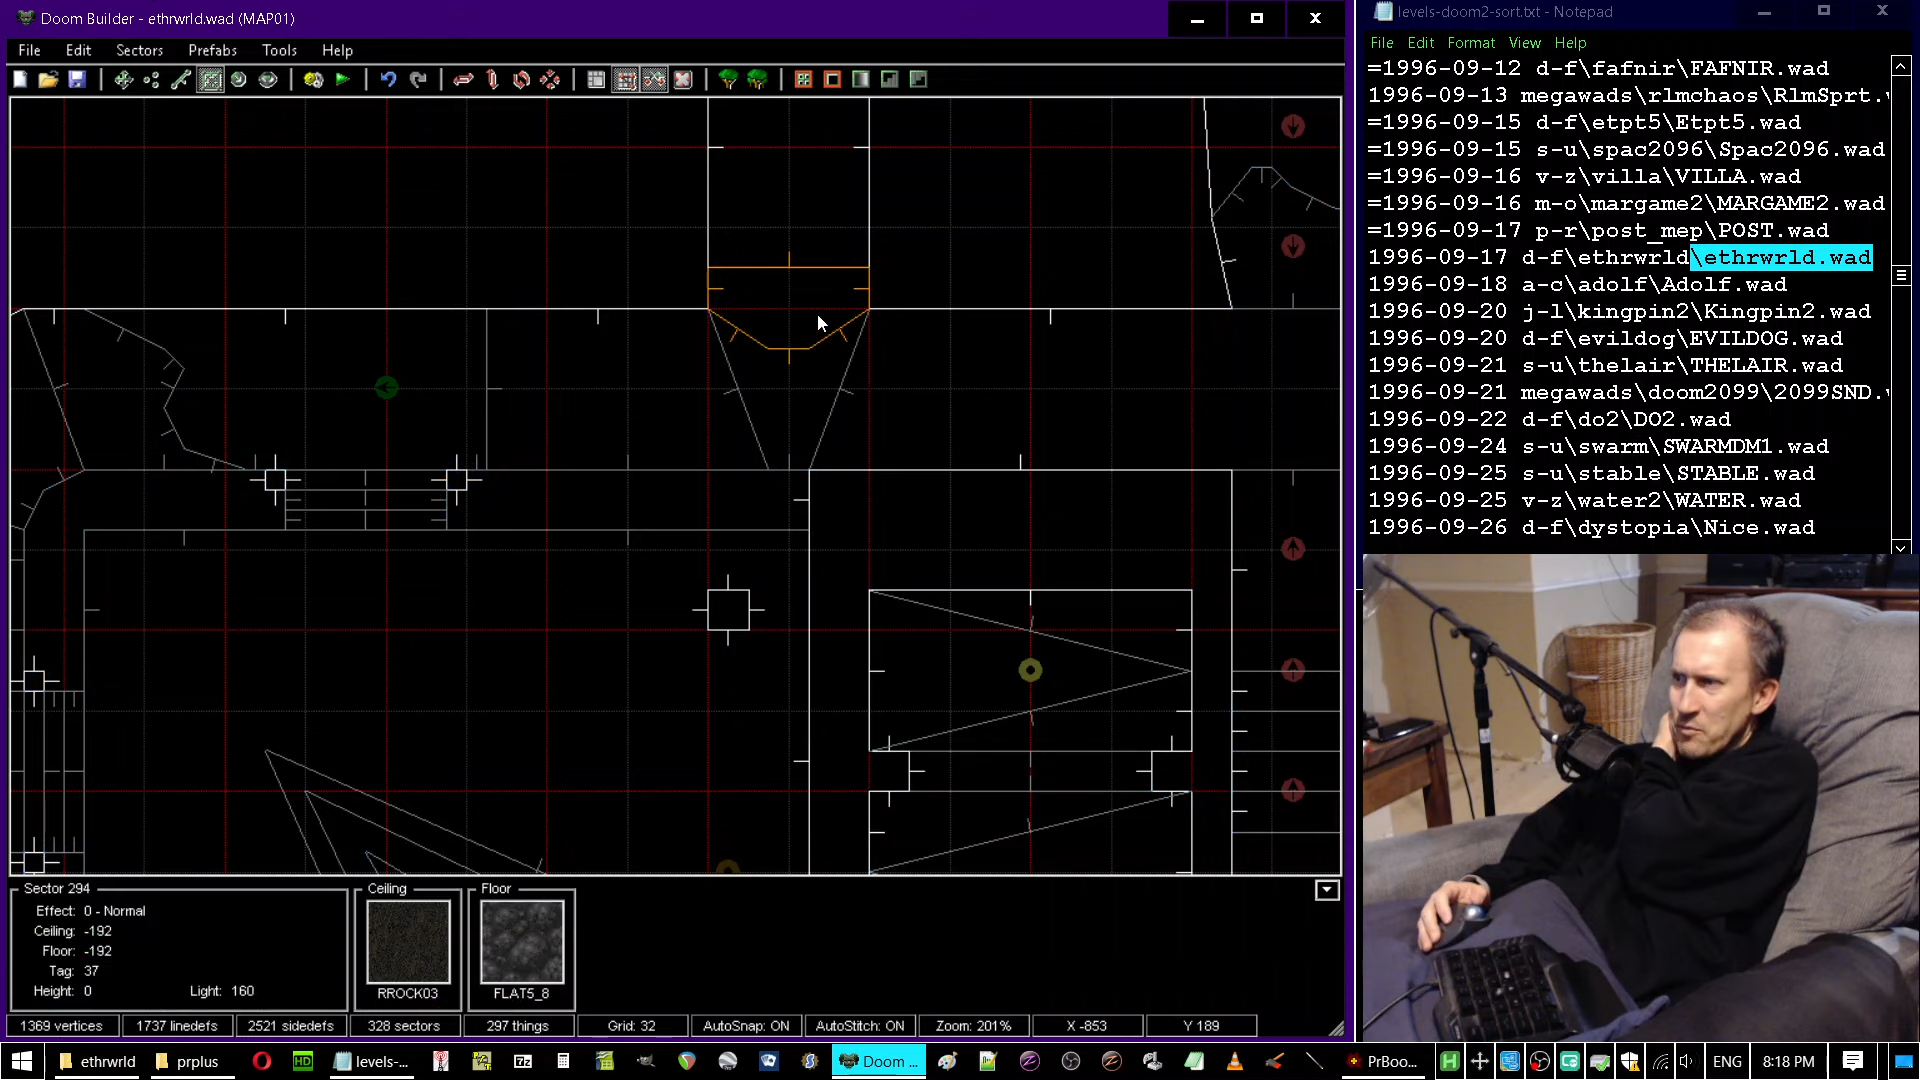 Doom Builder - ethrwrld.wad (MAP01)
File Edit Sectors Prefabs Tools Help
Sector 294
Effect: 0 - Normal
Ceiling: -192
Floor: -192
Tag: 37
Height: 0 Light: 160
Ceiling
RROCK03
Floor
FLAT5_8
1369 vertices 1737 linedefs 2521 sidedefs 328 sectors 297 things Grid: 32 AutoSnap: ON AutoStitch: ON Zoom: 201% X -853 Y 189
levels-doom2-sort.txt - Notepad
File Edit Format View Help
=1996-09-12 d-f\fafnir\FAFNIR.wad
1996-09-13 megawads\rlmchaos\RlmSprt.
=1996-09-15 d-f\etpt5\Etpt5.wad
=1996-09-15 s-u\spac2096\Spac2096.wad
=1996-09-16 v-z\villa\VILLA.wad
=1996-09-16 m-o\margame2\MARGAME2.wad
=1996-09-17 p-r\post_mep\POST.wad
1996-09-17 d-f\ethrwrld\ethrwrld.wad
1996-09-18 a-c\adolf\Adolf.wad
1996-09-20 j-l\kingpin2\Kingpin2.wad
1996-09-20 d-f\evildog\EVILDOG.wad
1996-09-21 s-u\thelair\THELAIR.wad
1996-09-21 megawads\doom2099\2099SND.
1996-09-22 d-f\do2\DO2.wad
1996-09-24 s-u\swarm\SWARMDM1.wad
1996-09-25 s-u\stable\STABLE.wad
1996-09-25 v-z\water2\WATER.wad
1996-09-26 d-f\dystopia\Nice.wad
ethrwrld prplus HD levels-... 7z Doom ... PrBoo... ENG 8:18 PM